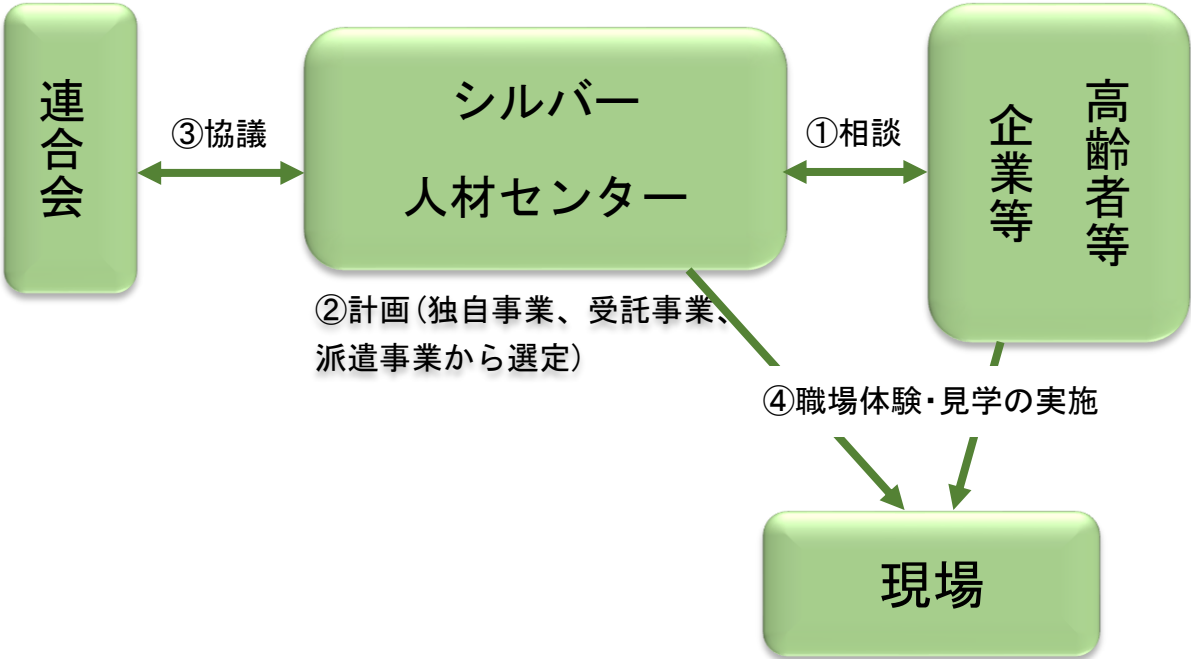 連合会
③協議
シルバー
人材センター
①相談
高齢者等
企業等
②計画(独自事業、受託事業、
派遣事業から選定)
④職場体験・見学の実施
現場